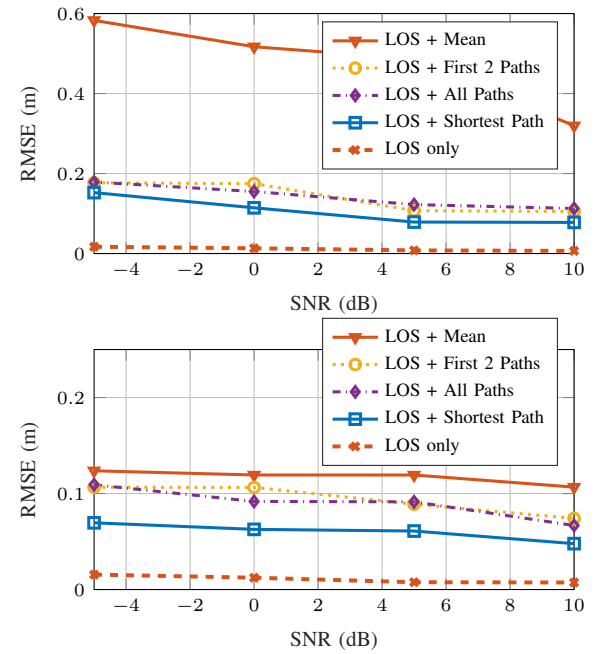 0.6
0.4
0.2
0
RMSE (m)
LOS + Mean
LOS + First 2 Paths
LOS + All Paths
LOS + Shortest Path
LOS only
−4 −2 0 2 4 6 8 10
SNR (dB)
0.2
0.1
0
RMSE (m)
LOS + Mean
LOS + First 2 Paths
LOS + All Paths
LOS + Shortest Path
LOS only
−4 −2 0 2 4 6 8 10
SNR (dB)